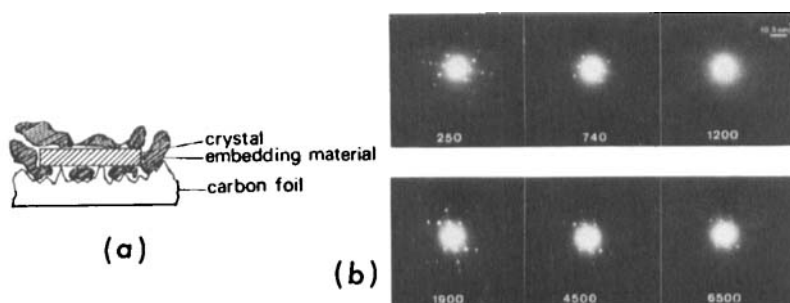 crystal
embedding material
carbon foil
(a)
(b)
250
740
1200
1900
4500
6500